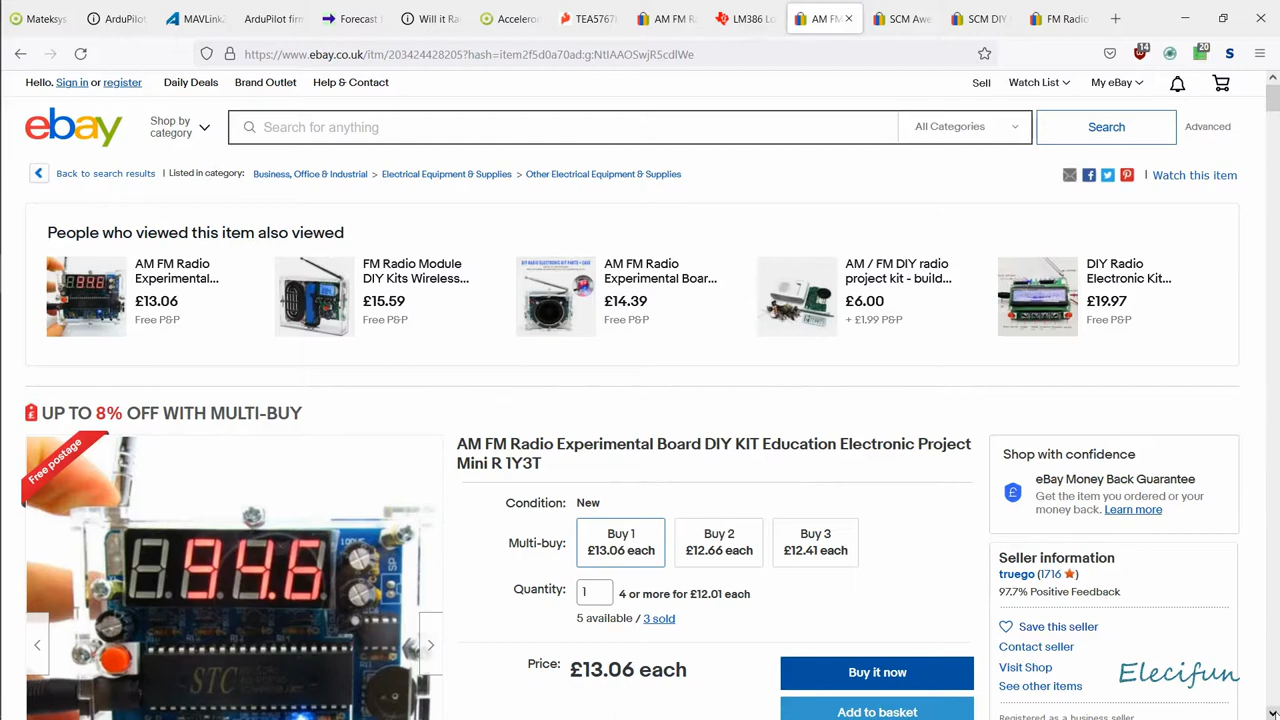 Mateksys
ArduPilot
MAVLink
ArduPilot firm
Forecast
Will it Ra
Acceleron
TEA5767
AM FM R
LM386 Lo
AM FM
SCM Awe
SCM DIY
FM Radio
https://www.ebay.co.uk/itm/203424428205?hash=item2f5d0a70ad:g:NtIAAOSwjR5cdlWe
14
20
S
Hello. Sign in or register
Daily Deals
Brand Outlet
Help & Contact
Sell
Watch List
My eBay
ebay
Shop by
category
Search for anything
All Categories
Search
Advanced
Back to search results
Listed in category:
Business, Office & Industrial > Electrical Equipment & Supplies > Other Electrical Equipment & Supplies
Watch this item
People who viewed this item also viewed
AM FM Radio
Experimental...
£13.06
Free P&P
FM Radio Module
DIY Kits Wireless...
£15.59
Free P&P
AM FM Radio
Experimental Boar...
£14.39
Free P&P
AM / FM DIY radio
project kit - build...
£6.00
+ £1.99 P&P
DIY Radio
Electronic Kit...
£19.97
Free P&P
UP TO 8% OFF WITH MULTI-BUY
Free postage
94.6
STC
AM FM Radio Experimental Board DIY KIT Education Electronic Project
Mini R 1Y3T
Condition: New
Multi-buy:
Buy 1
£13.06 each
Buy 2
£12.66 each
Buy 3
£12.41 each
Quantity: 1
4 or more for £12.01 each
5 available / 3 sold
Price: £13.06 each
Buy it now
Add to basket
Shop with confidence
eBay Money Back Guarantee
Get the item you ordered or your
money back. Learn more
Seller information
truego (1716)
97.7% Positive Feedback
Save this seller
Contact seller
Visit Shop
See other items
Registered as a business seller
Elecifun